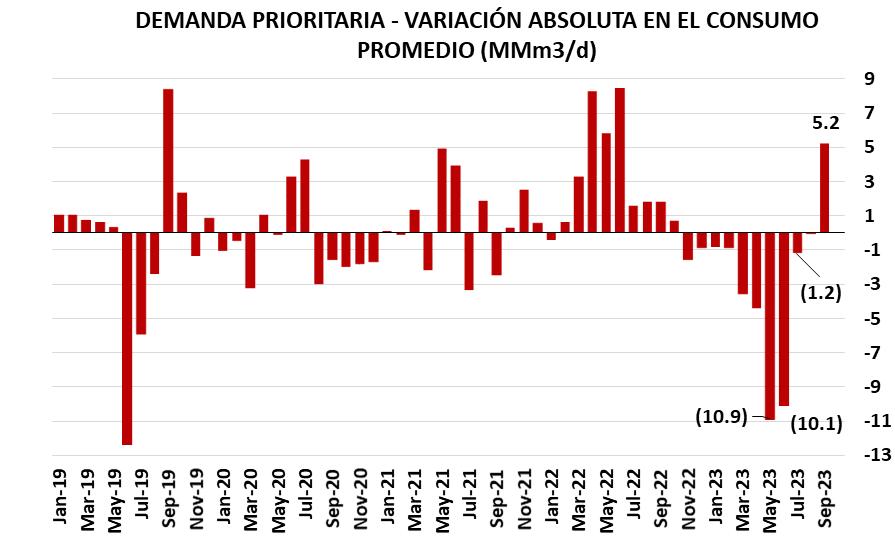 DEMANDA PRIORITARIA - VARIACIÓN ABSOLUTA EN EL CONSUMO
PROMEDIO (MMm3/d)
9
7
5
3
1
-1
-3
-5
-7
-9
-11
-13
5.2
(1.2)
(10.9)
(10.1)
Jan-19
Mar-19
May-19
Jul-19
Sep-19
Nov-19
Jan-20
Mar-20
May-20
Jul-20
Sep-20
Nov-20
Jan-21
Mar-21
May-21
Jul-21
Sep-21
Nov-21
Jan-22
Mar-22
May-22
Jul-22
Sep-22
Nov-22
Jan-23
Mar-23
May-23
Jul-23
Sep-23